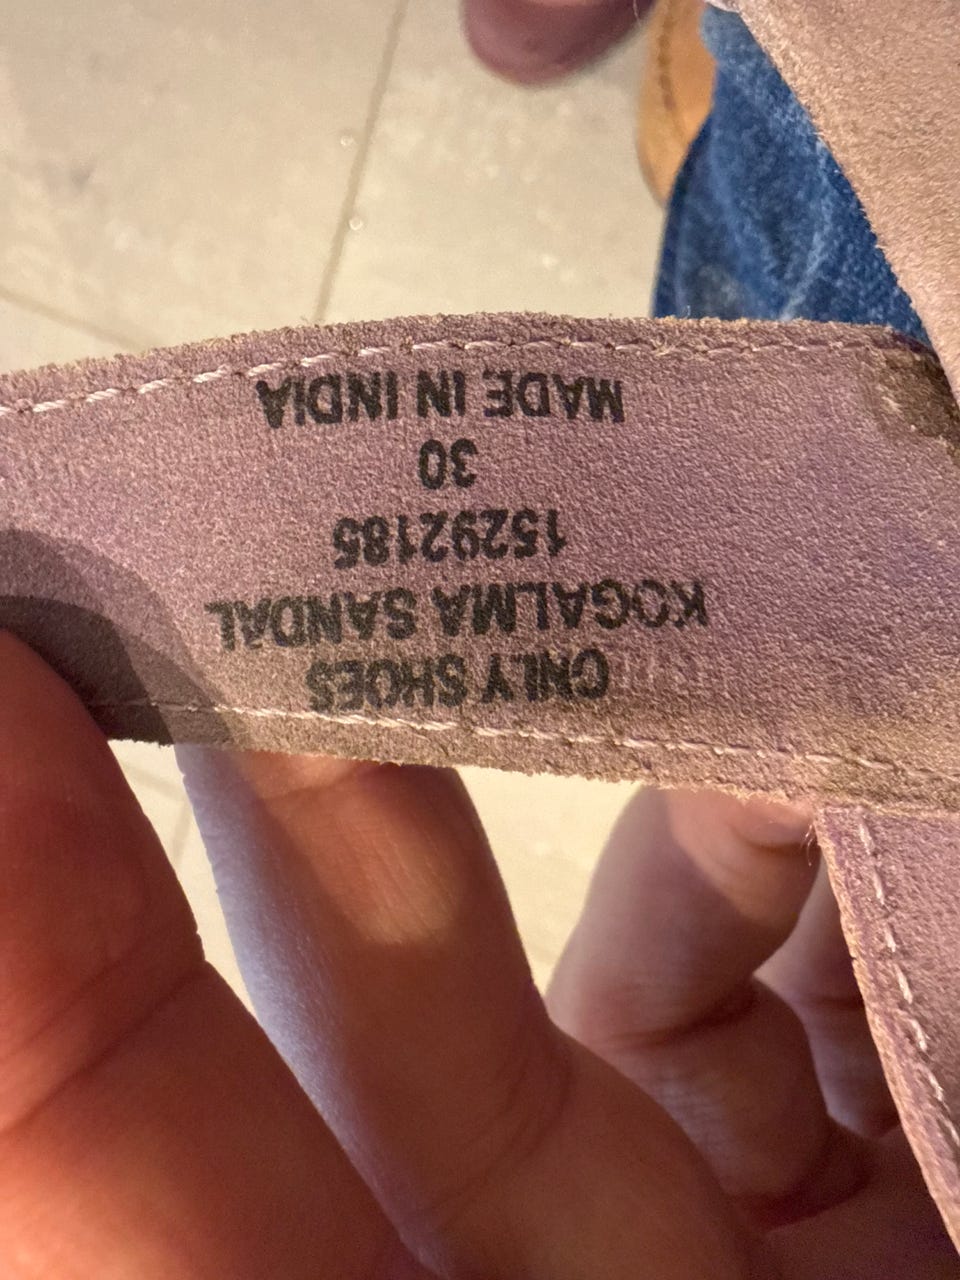 ONLY SHOES
KOGALMA SANDAL
15292185
30
MADE IN INDIA